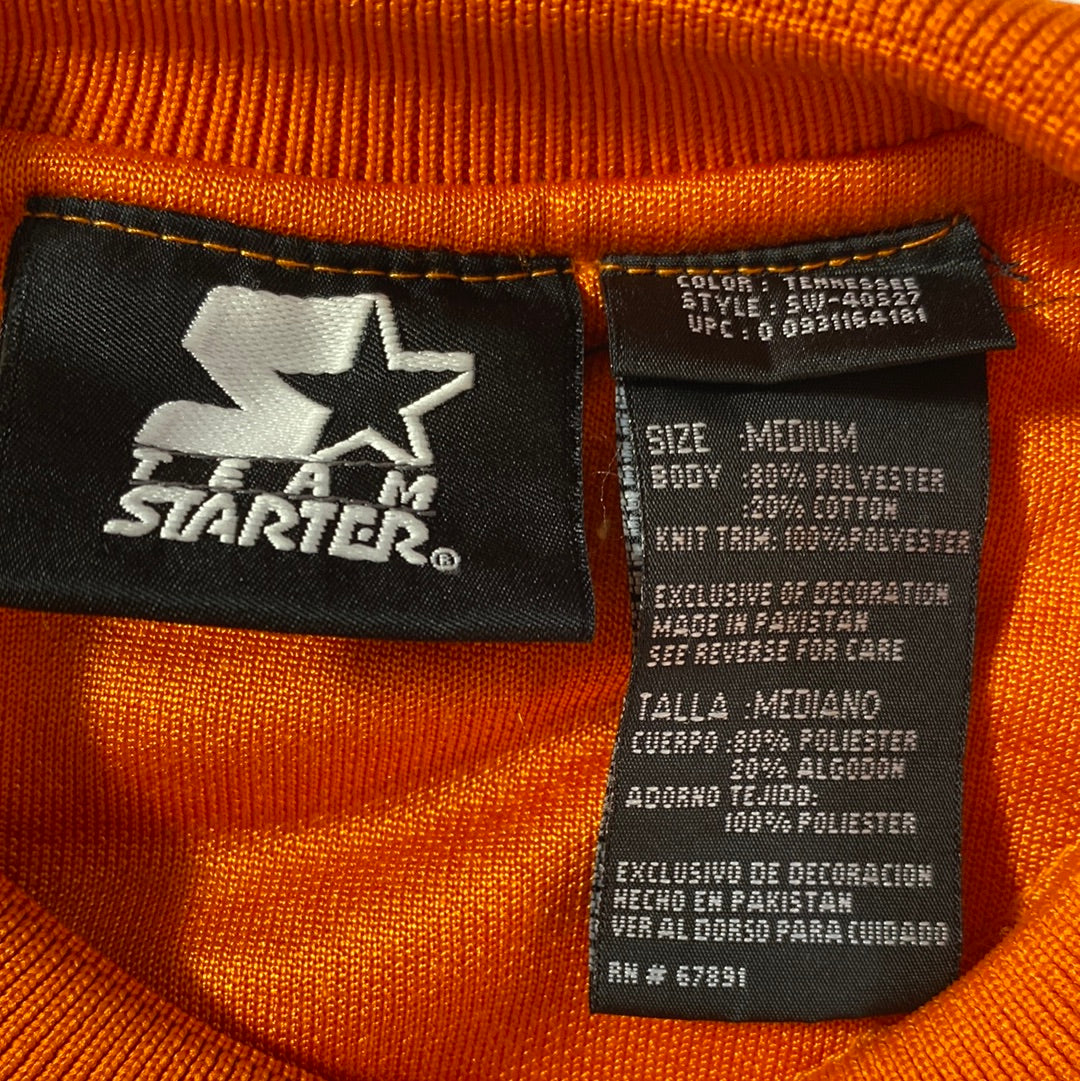 TEAM
STARTER®
COLOR : TENNESSEE
STYLE : SW-40627
UPC : 0 0931164181
SIZE :MEDIUM
BODY :80% POLYESTER
:20% COTTON
KNIT TRIM: 100%POLYESTER
EXCLUSIVE OF DECORATION
MADE IN PAKISTAN
SEE REVERSE FOR CARE
TALLA :MEDIANO
CUERPO :80% POLIESTER
20% ALGODON
ADORNO TEJIDO:
100% POLIESTER
EXCLUSIVO DE DECORACION
HECHO EN PAKISTAN
VER AL DORSO PARA CUIDADO
RN # 67891